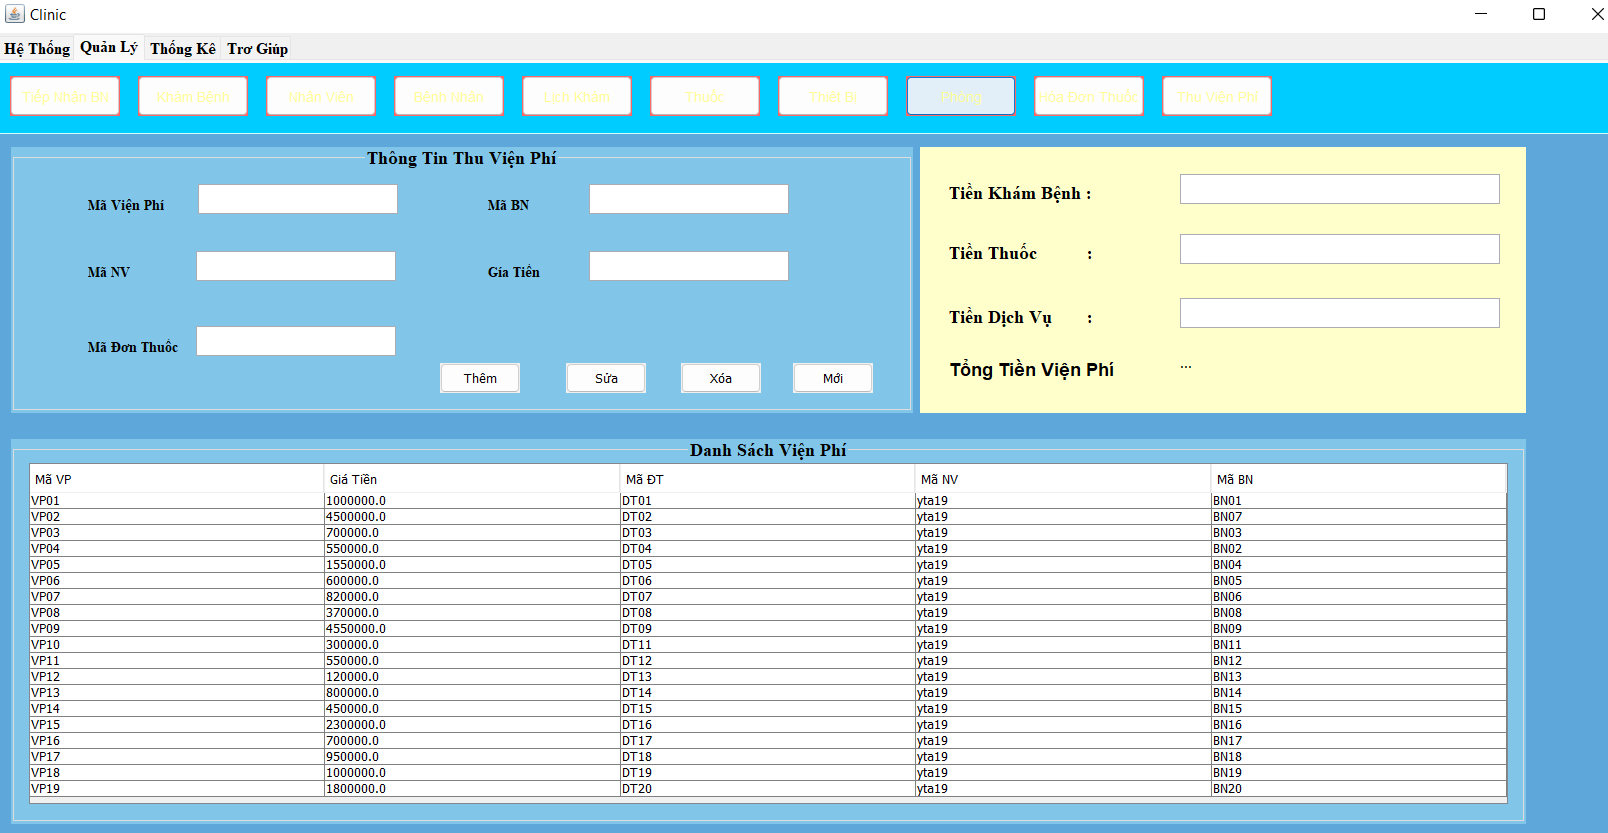 Clinic
Hệ Thống Quản Lý Thống Kê Trơ Giúp
Tiếp Nhận BN Khám Bệnh Nhân Viên Bệnh Nhân Lịch Khám Thuốc Thiết Bị Phòng Hóa Đơn Thuốc Thu Viện Phí
Thông Tin Thu Viện Phí
Mã Viện Phí Mã BN
Mã NV Gía Tiến
Mã Đơn Thuốc
Thêm Sửa Xóa Mới
Tiền Khám Bệnh :
Tiền Thuốc :
Tiền Dịch Vụ :
Tổng Tiền Viện Phí ...
Danh Sách Viện Phí
Mã VP Giá Tiền Mã ĐT Mã NV Mã BN
VP01 1000000.0 DT01 yta19 BN01
VP02 4500000.0 DT02 yta19 BN07
VP03 700000.0 DT03 yta19 BN03
VP04 550000.0 DT04 yta19 BN02
VP05 1550000.0 DT05 yta19 BN04
VP06 600000.0 DT06 yta19 BN05
VP07 820000.0 DT07 yta19 BN06
VP08 370000.0 DT08 yta19 BN08
VP09 4550000.0 DT09 yta19 BN09
VP10 300000.0 DT11 yta19 BN11
VP11 550000.0 DT12 yta19 BN12
VP12 120000.0 DT13 yta19 BN13
VP13 800000.0 DT14 yta19 BN14
VP14 450000.0 DT15 yta19 BN15
VP15 2300000.0 DT16 yta19 BN16
VP16 700000.0 DT17 yta19 BN17
VP17 950000.0 DT18 yta19 BN18
VP18 1000000.0 DT19 yta19 BN19
VP19 1800000.0 DT20 yta19 BN20